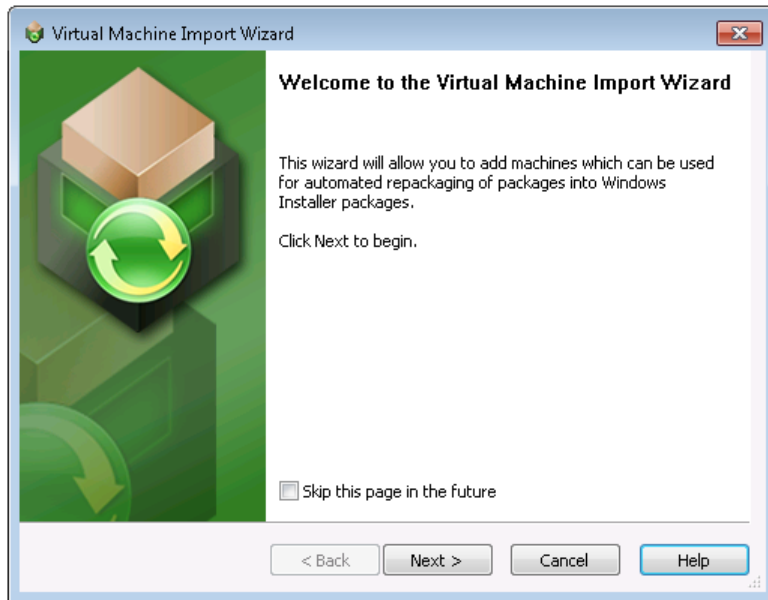 Virtual Machine Import Wizard
Welcome to the Virtual Machine Import Wizard
This wizard will allow you to add machines which can be used
for automated repackaging of packages into Windows
Installer packages.
Click Next to begin.
Skip this page in the future
< Back
Next >
Cancel
Help